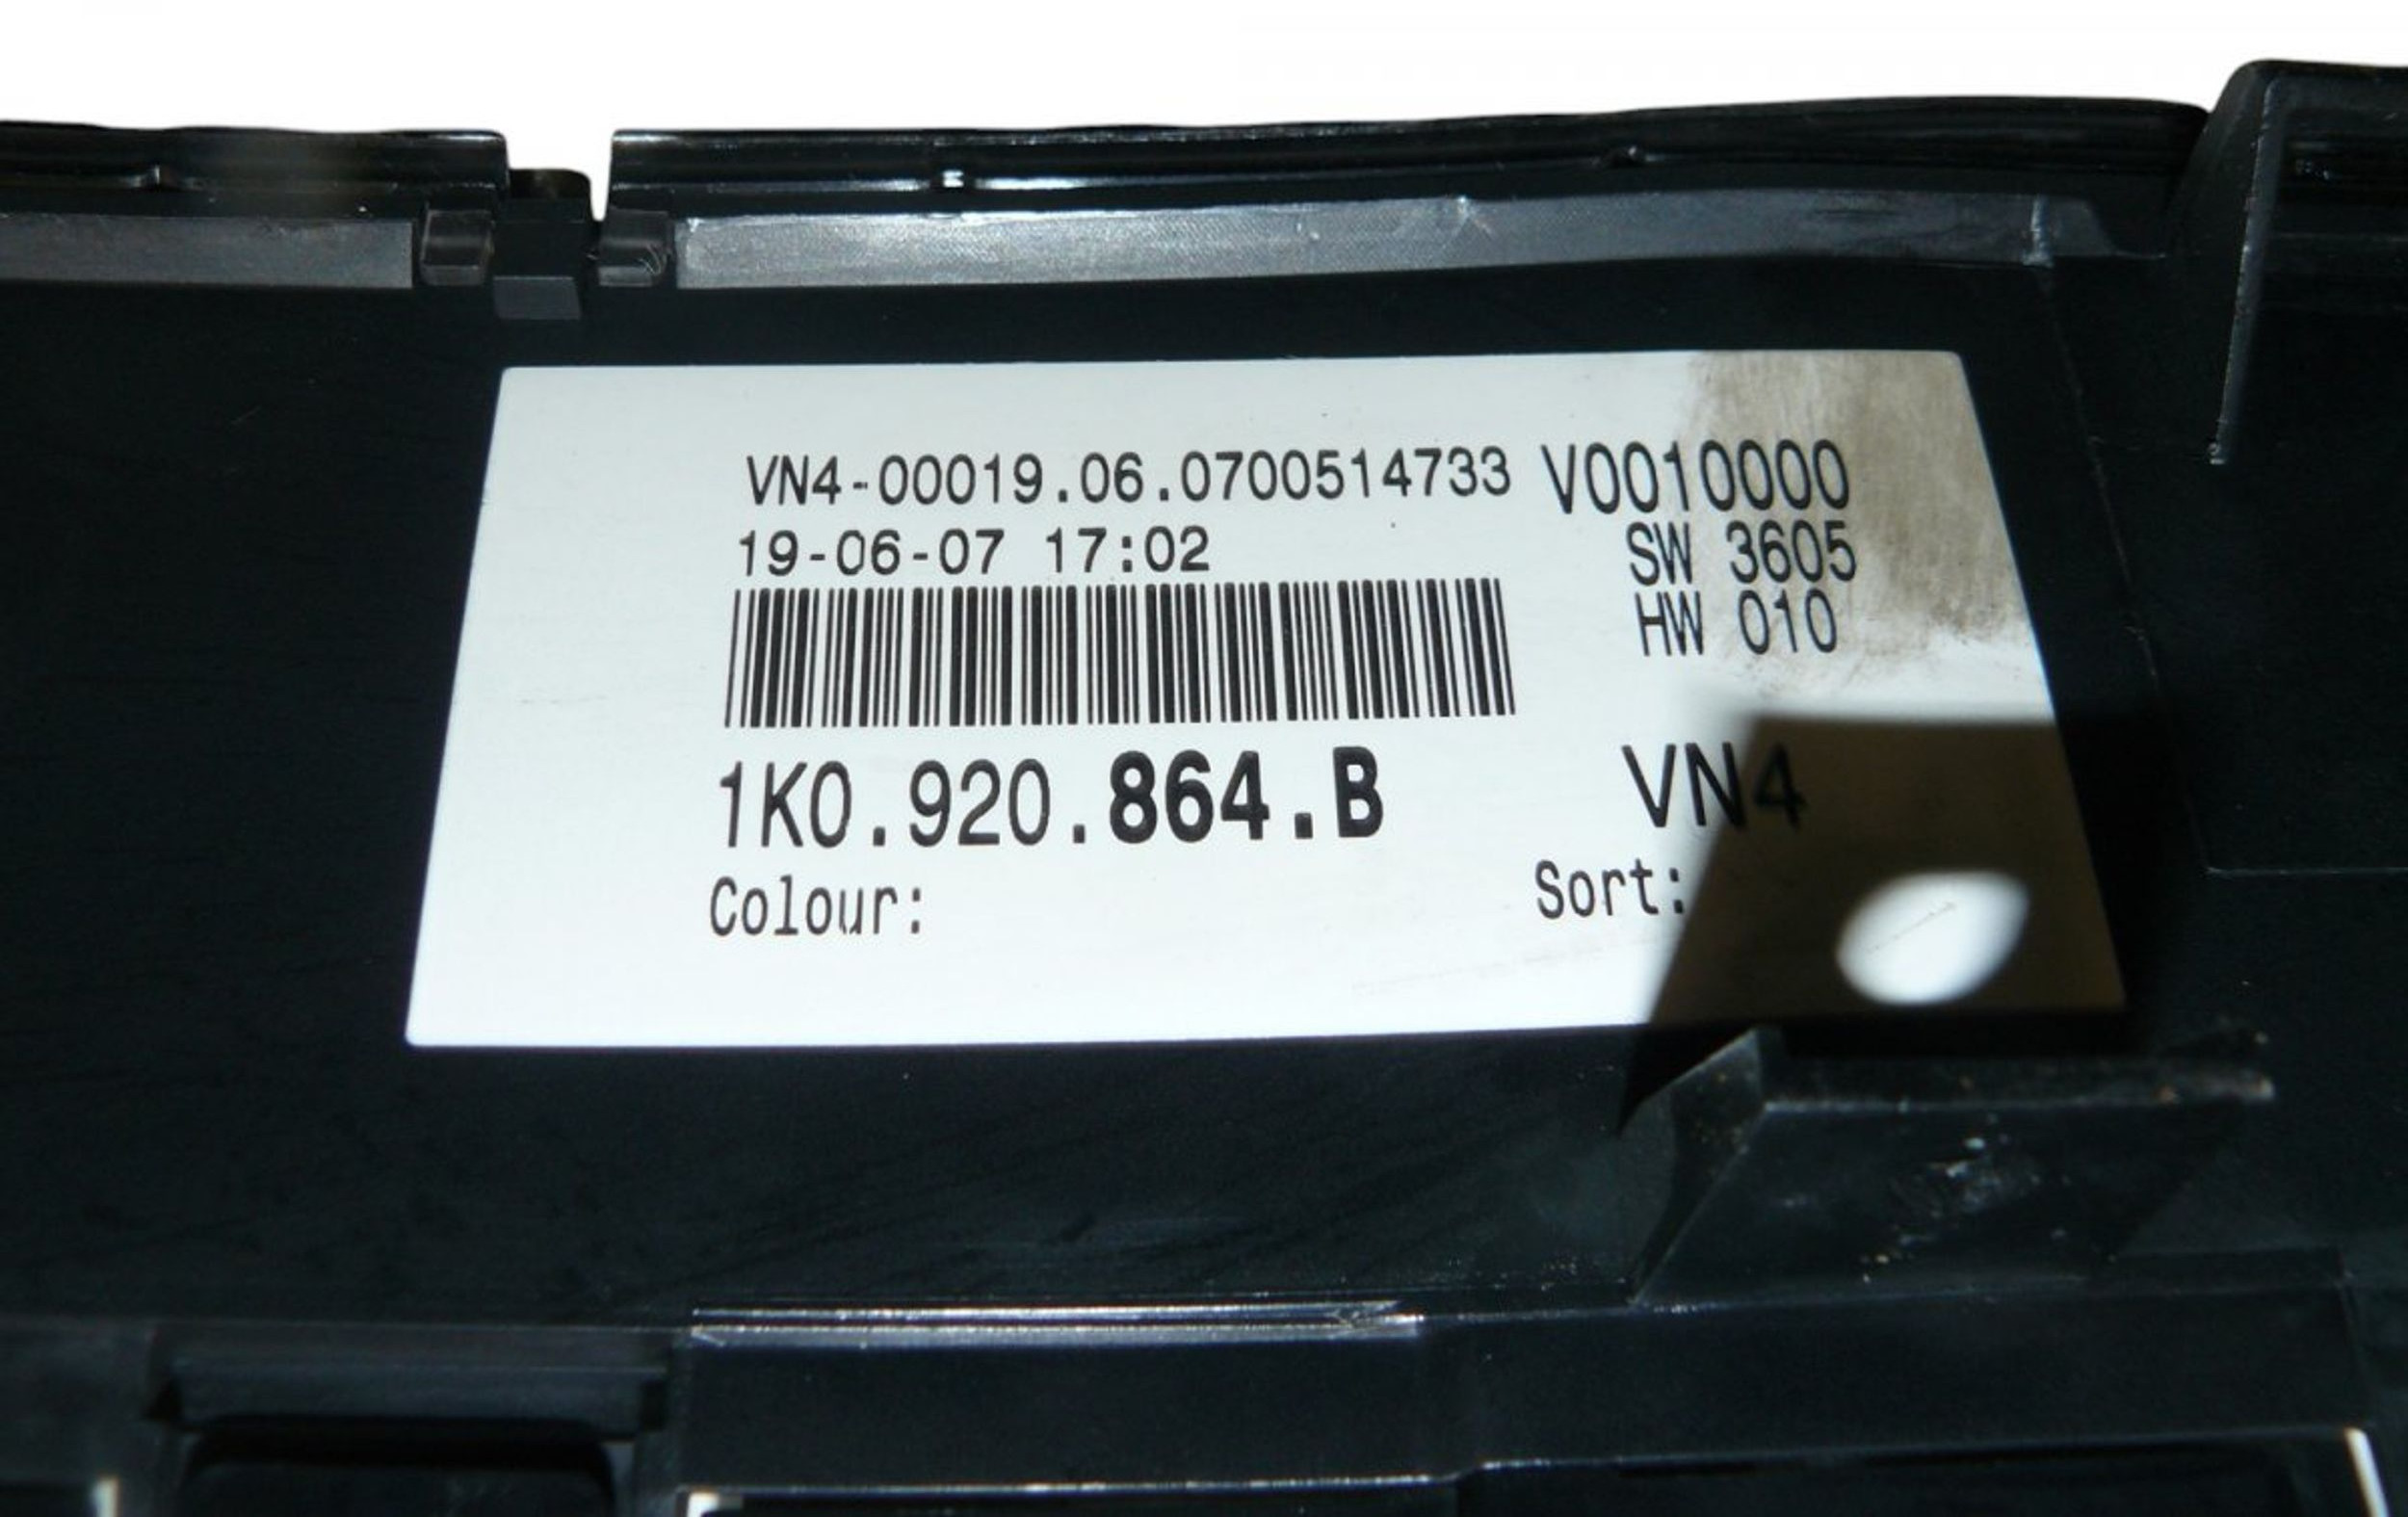 VN4-00019.06.0700514733 V0010000
19-06-07 17:02 SW 3605
HW 010
1K0.920.864.B VN4
Colour: Sort: